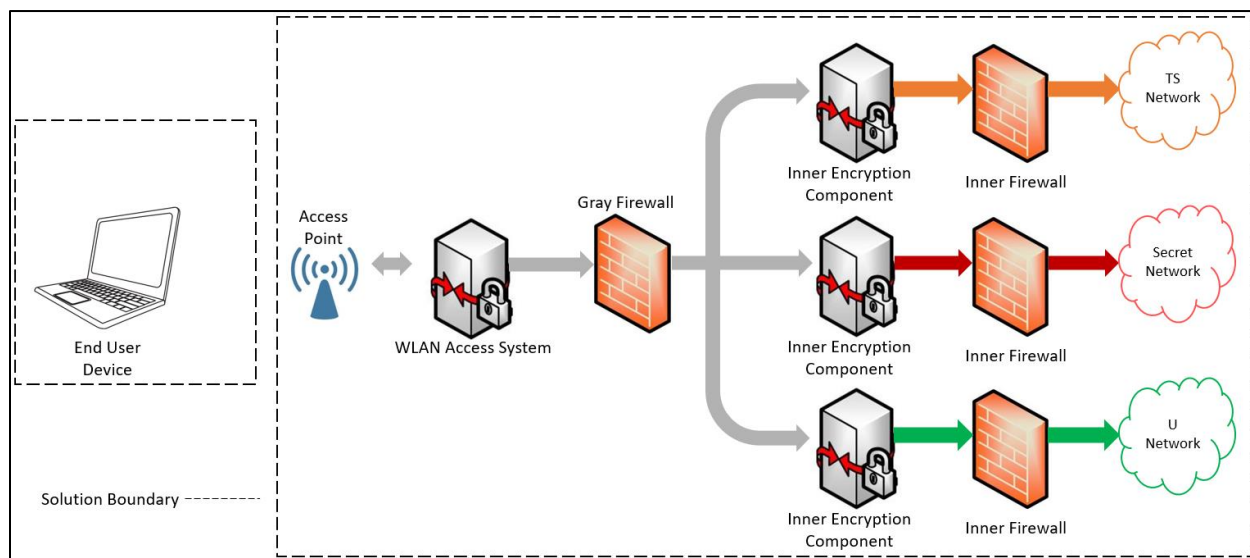 End User
Device
Solution Boundary
Access
Point
WLAN Access System
Gray Firewall
Inner Encryption
Component
Inner Firewall
TS
Network
Inner Encryption
Component
Inner Firewall
Secret
Network
Inner Encryption
Component
Inner Firewall
U
Network